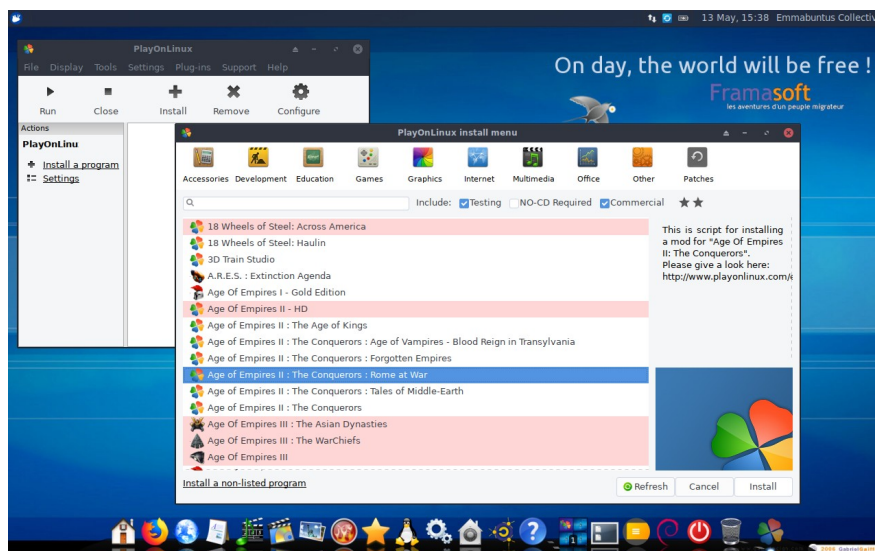 13 May, 15:38 Emmabuntus Collectiv
PlayOnLinux
File Display Tools Settings Plug-ins Support Help
Run Close Install Remove Configure
On day, the world will be free !
Framasoft
les aventures d'un peuple migrateur
Actions
PlayOnLinu
Install a program
Settings
PlayOnLinux install menu
Accessories Development Education Games Graphics Internet Multimedia Office Other Patches
Include: Testing NO-CD Required Commercial
18 Wheels of Steel: Across America
18 Wheels of Steel: Haulin
3D Train Studio
A.R.E.S. : Extinction Agenda
Age Of Empires I - Gold Edition
Age Of Empires II - HD
Age of Empires II : The Age of Kings
Age of Empires II : The Conquerors : Age of Vampires - Blood Reign in Transylvania
Age of Empires II : The Conquerors : Forgotten Empires
Age of Empires II : The Conquerors : Rome at War
Age of Empires II : The Conquerors : Tales of Middle-Earth
Age of Empires II : The Conquerors
Age Of Empires III : The Asian Dynasties
Age Of Empires III : The WarChiefs
Age Of Empires III
This is script for installing
a mod for "Age Of Empires
II: The Conquerors".
Please give a look here:
http://www.playonlinux.com/e
Install a non-listed program
Refresh Cancel Install
1